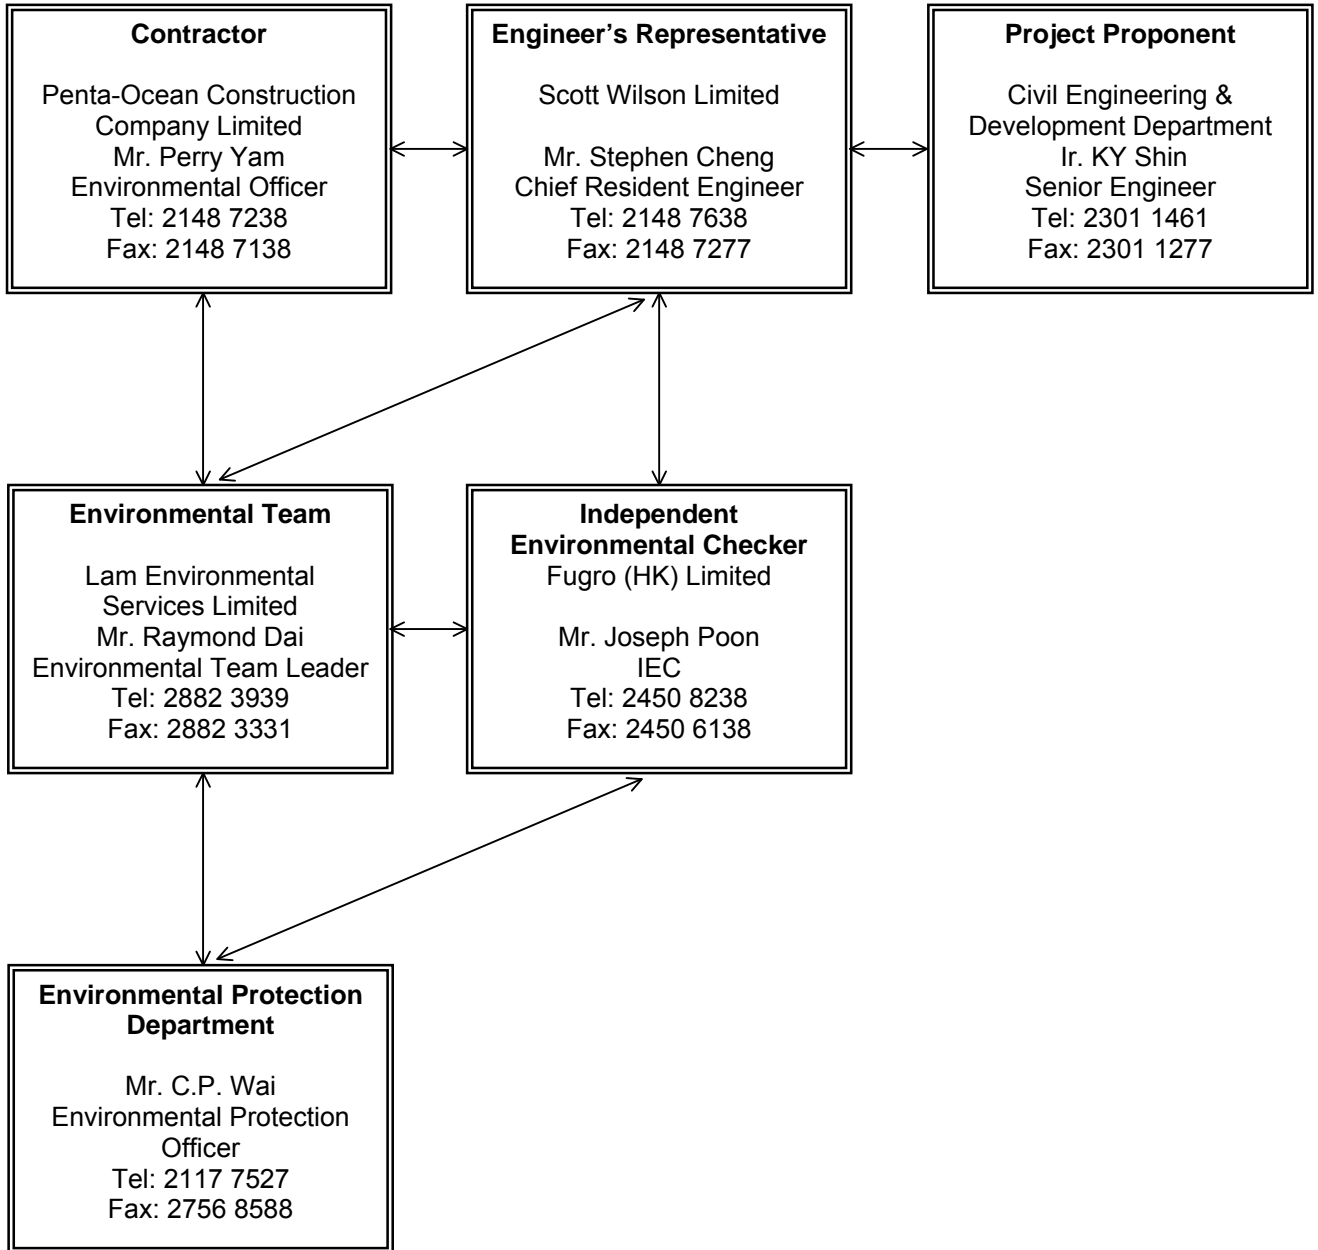 Contractor
Penta-Ocean Construction
Company Limited
Mr. Perry Yam
Environmental Officer
Tel: 2148 7238
Fax: 2148 7138
Engineer's Representative
Scott Wilson Limited
Mr. Stephen Cheng
Chief Resident Engineer
Tel: 2148 7638
Fax: 2148 7277
Project Proponent
Civil Engineering &
Development Department
Ir. KY Shin
Senior Engineer
Tel: 2301 1461
Fax: 2301 1277
Environmental Team
Lam Environmental
Services Limited
Mr. Raymond Dai
Environmental Team Leader
Tel: 2882 3939
Fax: 2882 3331
Independent
Environmental Checker
Fugro (HK) Limited
Mr. Joseph Poon
IEC
Tel: 2450 8238
Fax: 2450 6138
Environmental Protection
Department
Mr. C.P. Wai
Environmental Protection
Officer
Tel: 2117 7527
Fax: 2756 8588